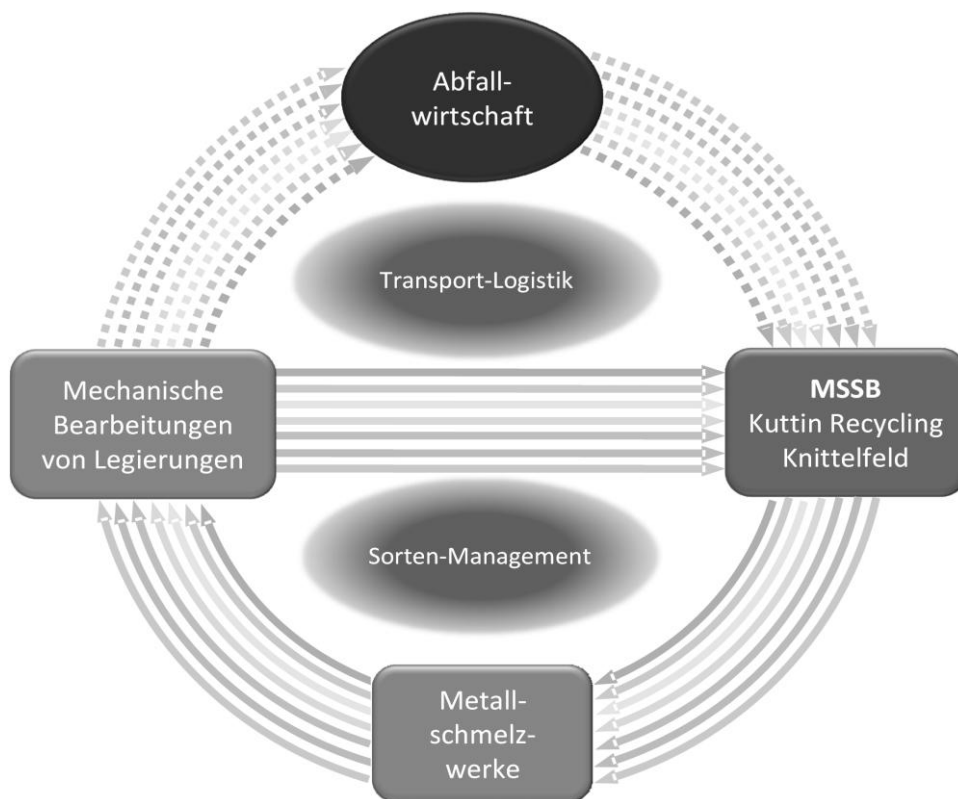 Abfall-
wirtschaft
Transport-Logistik
Mechanische
Bearbeitungen
von Legierungen
MSSB
Kuttin Recycling
Knittelfeld
Sorten-Management
Metall-
schmelz-
werke